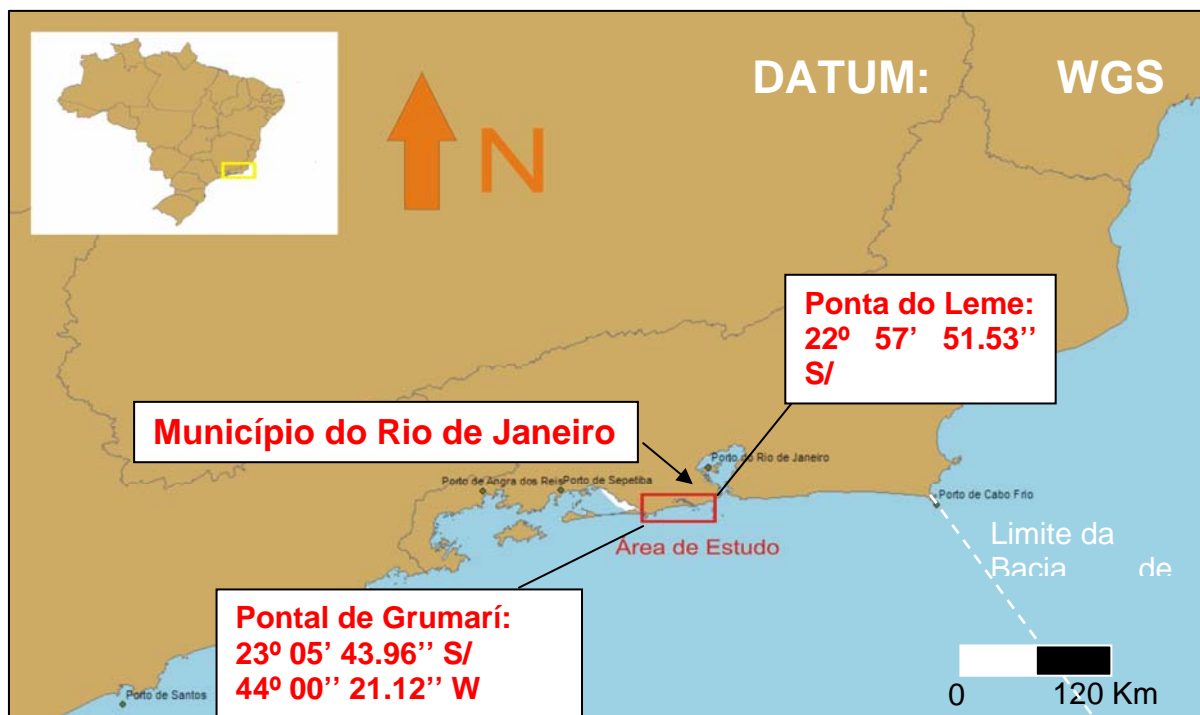 DATUM: WGS
N
Ponta do Leme:
22º 57’ 51.53’’
S/
Município do Rio de Janeiro
Porto do Rio de Janeiro
Porto de Angra dos Reis
Porto de Sepetiba
Porto de Cabo Frio
Área de Estudo
Limite da
Bacia de
Pontal de Grumarí:
23º 05’ 43.96’’ S/
44º 00’’ 21.12’’ W
Porto de Santos
0 120 Km